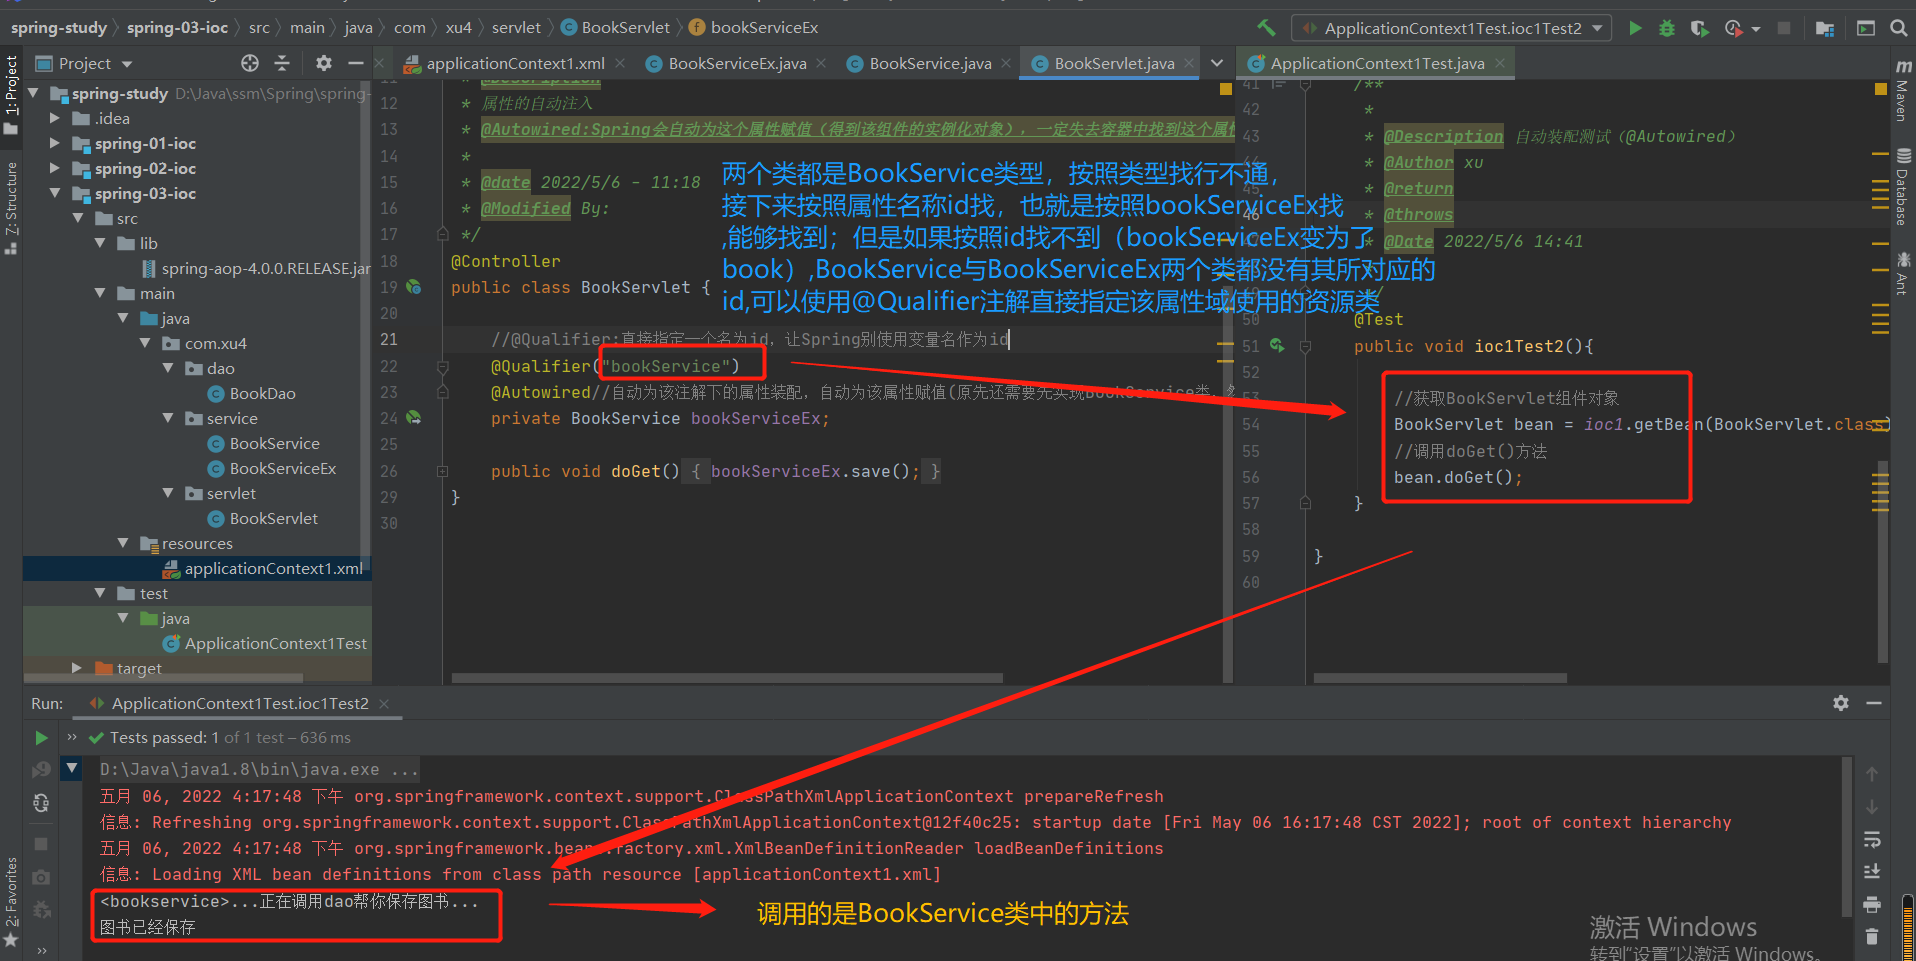 spring-study spring-03-ioc src main java com xu4 servlet BookServlet bookServiceEx
ApplicationContext1Test.ioc1Test2
Project
applicationContext1.xml
BookServiceEx.java
BookService.java
BookServlet.java
ApplicationContext1Test.java
1: Project
Z: Structure
2: Favorites
Maven
Database
Ant
spring-study D:\Java\ssm\Spring\spring-
.idea
spring-01-ioc
spring-02-ioc
spring-03-ioc
src
lib
spring-aop-4.0.0.RELEASE.jar
main
java
com.xu4
dao
BookDao
service
BookService
BookServiceEx
servlet
BookServlet
resources
applicationContext1.xml
test
java
ApplicationContext1Test
target
11 * @Description
12 * 属性的自动注入
13 * @Autowired:Spring会自动为这个属性赋值（得到该组件的实例化对象），一定失去容器中找到这个属性
14 *
15 * @date 2022/5/6 - 11:18
16 * @Modified By:
17 */
18 @Controller
19 public class BookServlet {
20
21 //@Qualifier:直接指定一个名为id，让Spring别使用变量名作为id
22 @Qualifier("bookService")
23 @Autowired//自动为该注解下的属性装配，自动为该属性赋值(原先还需要先实现BookService类，
24 private BookService bookServiceEx;
25
26 public void doGet() { bookServiceEx.save(); }
29 }
30
两个类都是BookService类型，按照类型找行不通，
接下来按照属性名称id找，也就是按照bookServiceEx找
,能够找到；但是如果按照id找不到（bookServiceEx变为了
book）,BookService与BookServiceEx两个类都没有其所对应的
id,可以使用@Qualifier注解直接指定该属性域使用的资源类
41 /**
42 *
43 * @Description 自动装配测试（@Autowired）
* @Author xu
* @return
46 * @throws
* @Date 2022/5/6 14:41
50 @Test
51 public void ioc1Test2(){
52
53 //获取BookServlet组件对象
54 BookServlet bean = ioc1.getBean(BookServlet.class)
55 //调用doGet()方法
56 bean.doGet();
57 }
58
59 }
60
Run: ApplicationContext1Test.ioc1Test2
Tests passed: 1 of 1 test – 636 ms
D:\Java\java1.8\bin\java.exe ...
五月 06, 2022 4:17:48 下午 org.springframework.context.support.ClassPathXmlApplicationContext prepareRefresh
信息: Refreshing org.springframework.context.support.ClassPathXmlApplicationContext@12f40c25: startup date [Fri May 06 16:17:48 CST 2022]; root of context hierarchy
五月 06, 2022 4:17:48 下午 org.springframework.beans.factory.xml.XmlBeanDefinitionReader loadBeanDefinitions
信息: Loading XML bean definitions from class path resource [applicationContext1.xml]
<bookservice>...正在调用dao帮你保存图书...
图书已经保存
调用的是BookService类中的方法
激活 Windows
转到"设置"以激活 Windows。